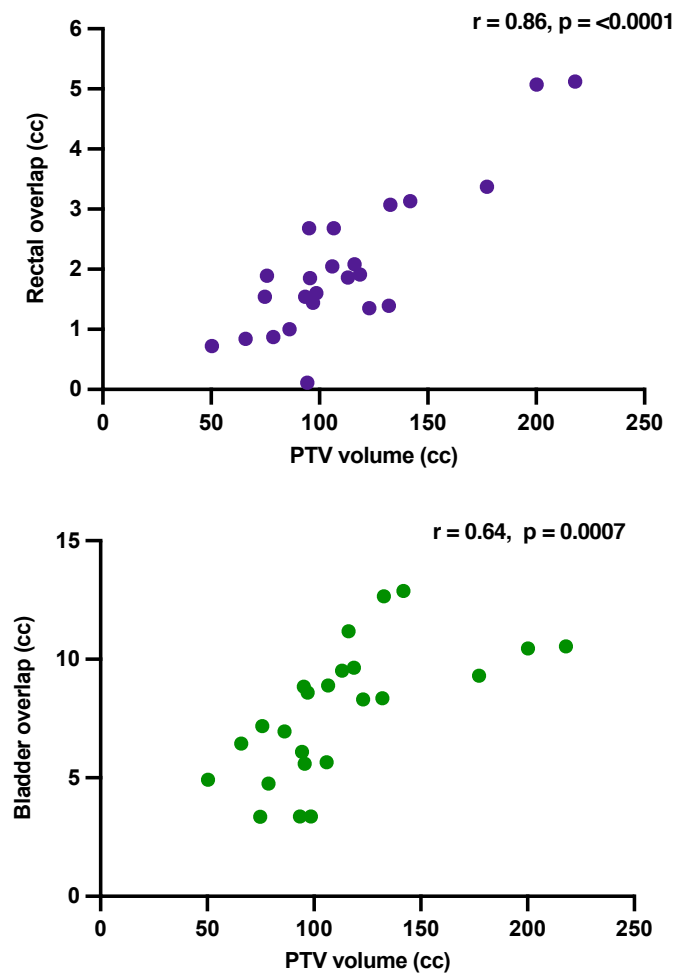 r = 0.86, p = <0.0001
6
5
4
3
2
1
0
Rectal overlap (cc)
0 50 100 150 200 250
PTV volume (cc)
r = 0.64, p = 0.0007
15
10
5
0
Bladder overlap (cc)
0 50 100 150 200 250
PTV volume (cc)